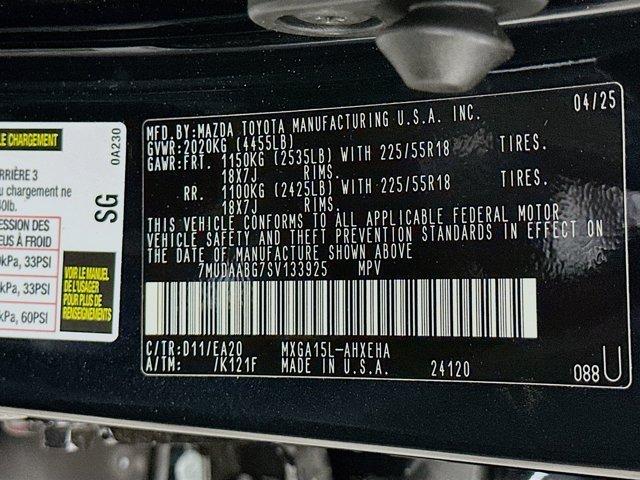 LE CHARGEMENT
0A230
RRIÈRE 3
u chargement ne
0lb.
SG
ESSION DES
EUS À FROID
kPa, 33PSI
kPa, 33PSI
kPa, 60PSI
VOIR LE MANUEL
DE L'USAGER
POUR PLUS DE
RENSEIGNEMENTS
MFD.BY:MAZDA TOYOTA MANUFACTURING U.S.A. INC. 04/25
GVWR:2020KG (4455LB)
GAWR:FRT. 1150KG (2535LB) WITH 225/55R18 TIRES.
18X7J RIMS.
RR. 1100KG (2425LB) WITH 225/55R18 TIRES.
18X7J RIMS.
THIS VEHICLE CONFORMS TO ALL APPLICABLE FEDERAL MOTOR
VEHICLE SAFETY AND THEFT PREVENTION STANDARDS IN EFFECT ON
THE DATE OF MANUFACTURE SHOWN ABOVE
7MUDAABG7SV133925 MPV
C/TR:D11/EA20 MXGA15L-AHXEHA
A/TM: /K121F MADE IN U.S.A. 24120 088 U